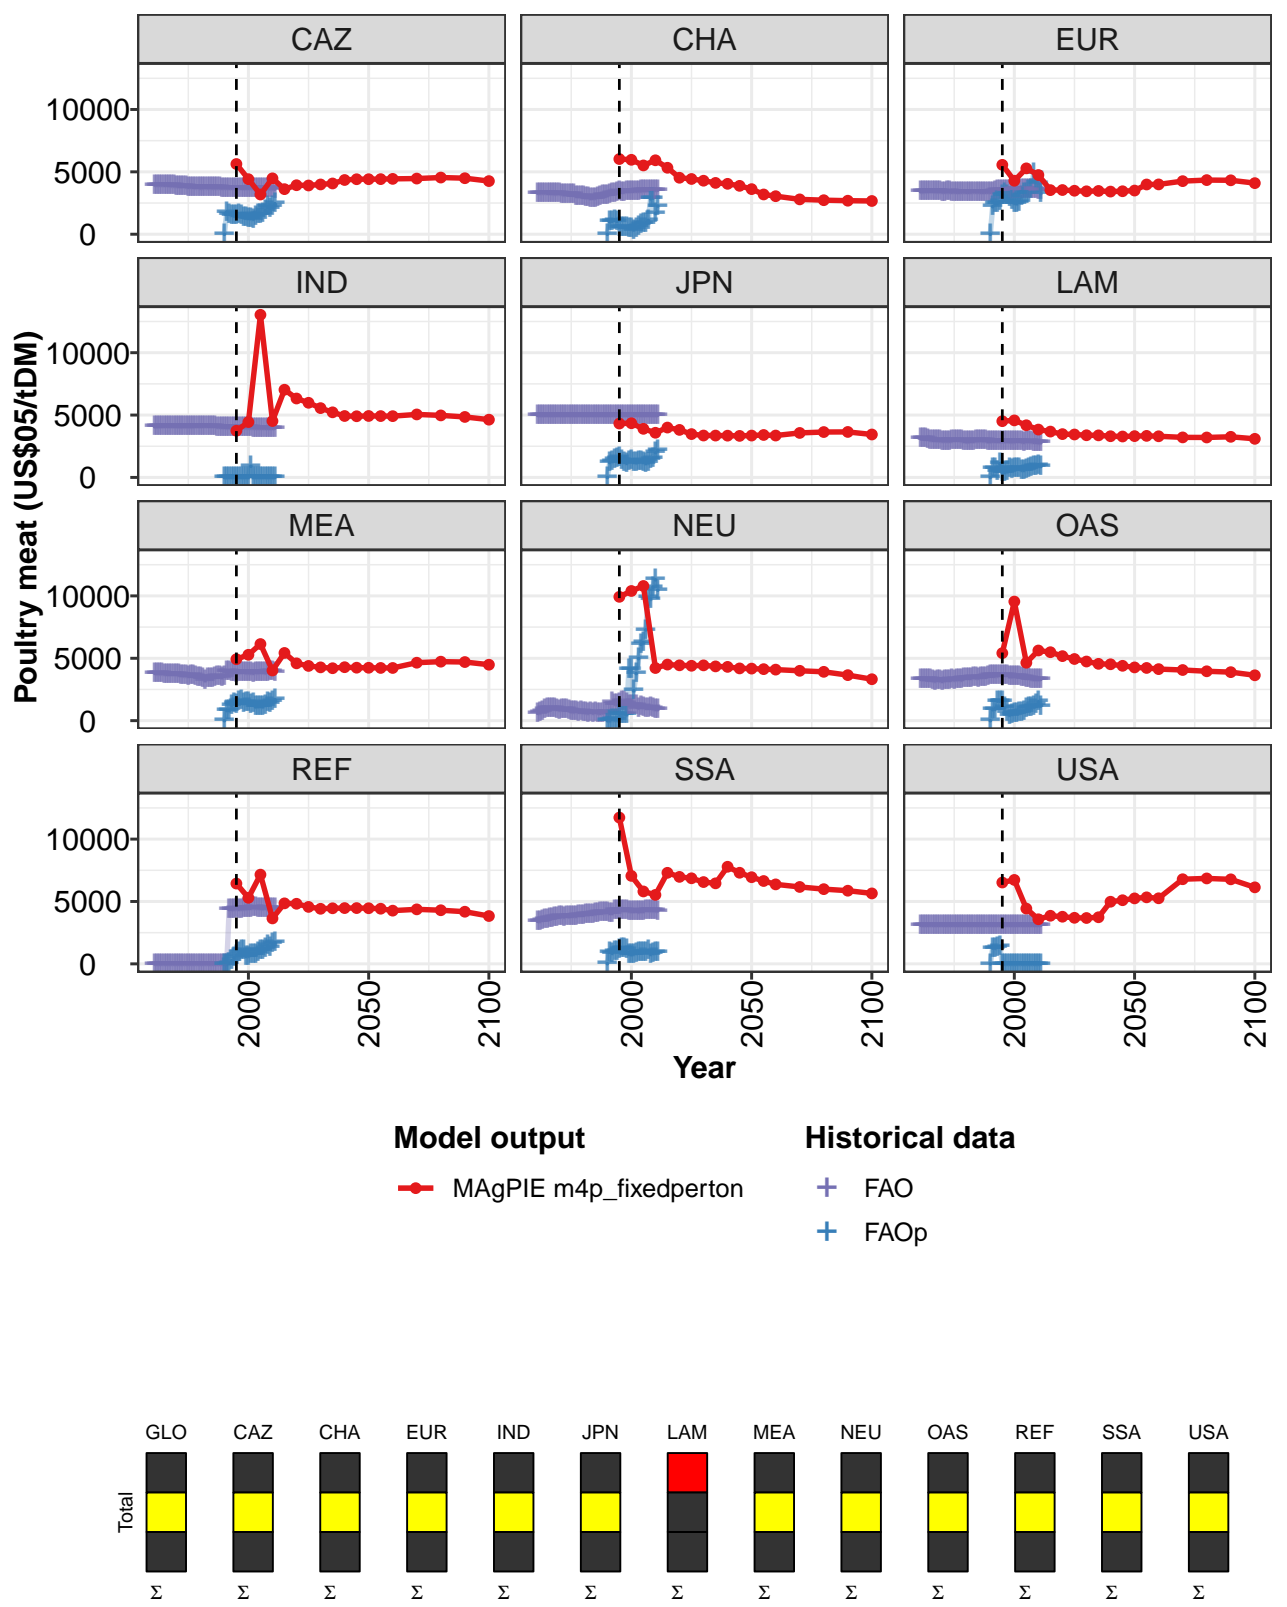 CAZ CHA EUR
10000
5000
0
IND JPN LAM
10000
5000
0
MEA NEU OAS
10000
5000
0
REF SSA USA
10000
5000
0
Poultry meat (US$05/tDM)
2000 2050 2100 2000 2050 2100 2000 2050 2100
Year
Model output Historical data
MAgPIE m4p_fixedperton FAO
FAOp
GLO CAZ CHA EUR IND JPN LAM MEA NEU OAS REF SSA USA
Total
Σ Σ Σ Σ Σ Σ Σ Σ Σ Σ Σ Σ Σ